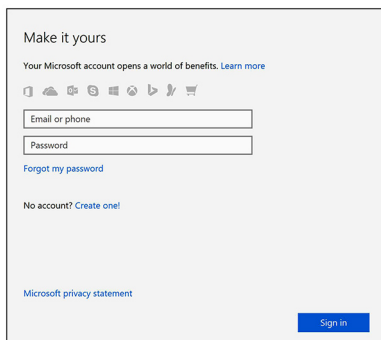 Make it yours
Your Microsoft account opens a world of benefits. Learn more
Email or phone
Password
Forgot my password
No account? Create one!
Microsoft privacy statement
Sign in